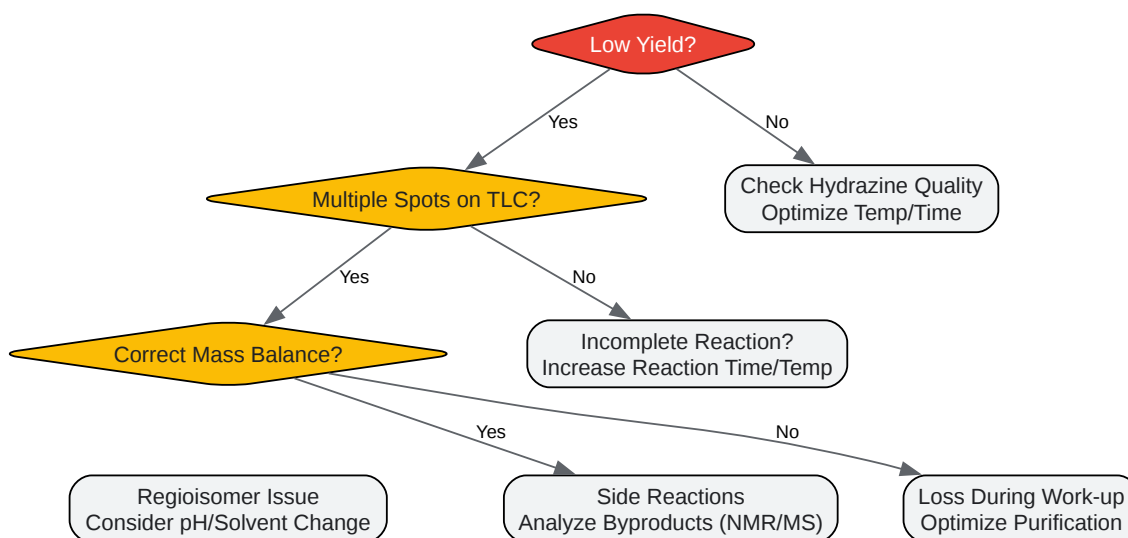 Low Yield?
Yes
No
Multiple Spots on TLC?
Check Hydrazine Quality
Optimize Temp/Time
Yes
No
Correct Mass Balance?
Incomplete Reaction?
Increase Reaction Time/Temp
Yes
No
Regioisomer Issue
Consider pH/Solvent Change
Side Reactions
Analyze Byproducts (NMR/MS)
Loss During Work-up
Optimize Purification